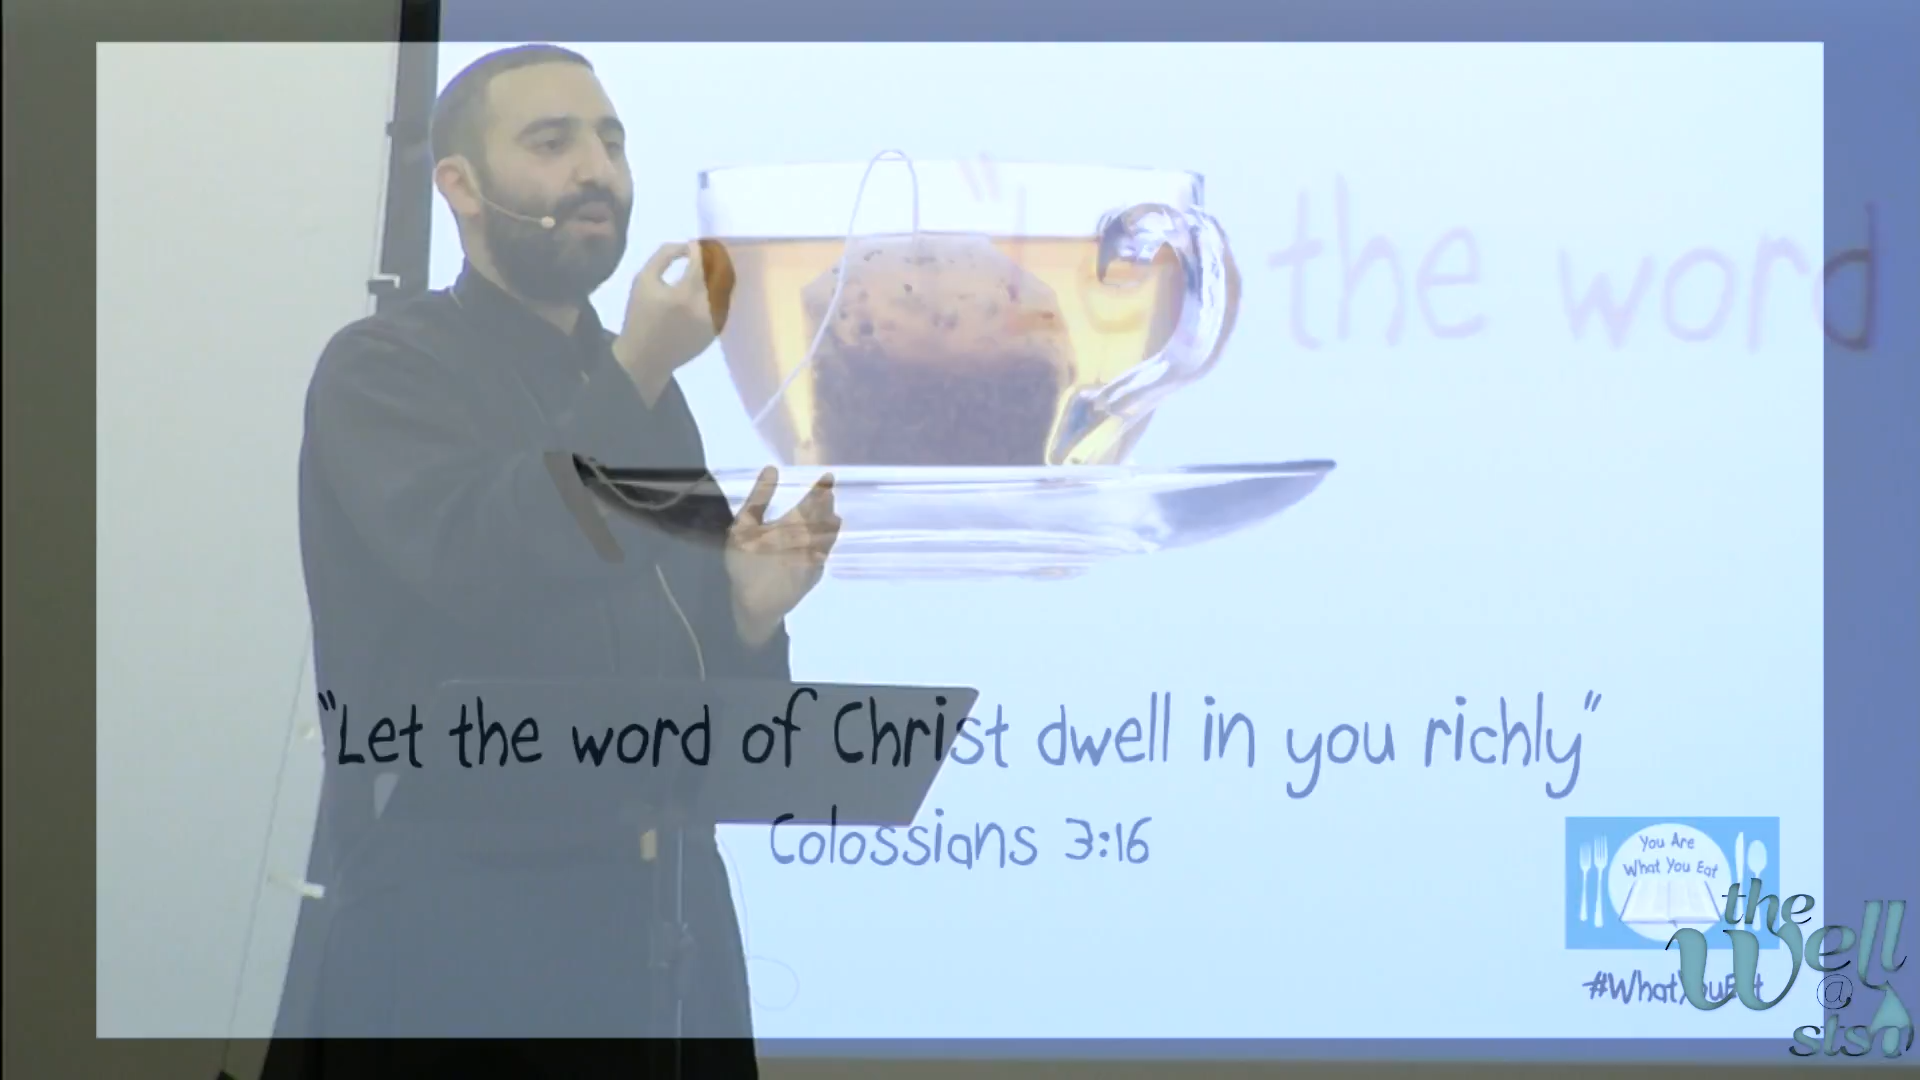 "L the word
"Let the word of Christ dwell in you richly"
Colossians 3:16
You Are
What You Eat
#WhatYouEat
the
Well
@
stsa